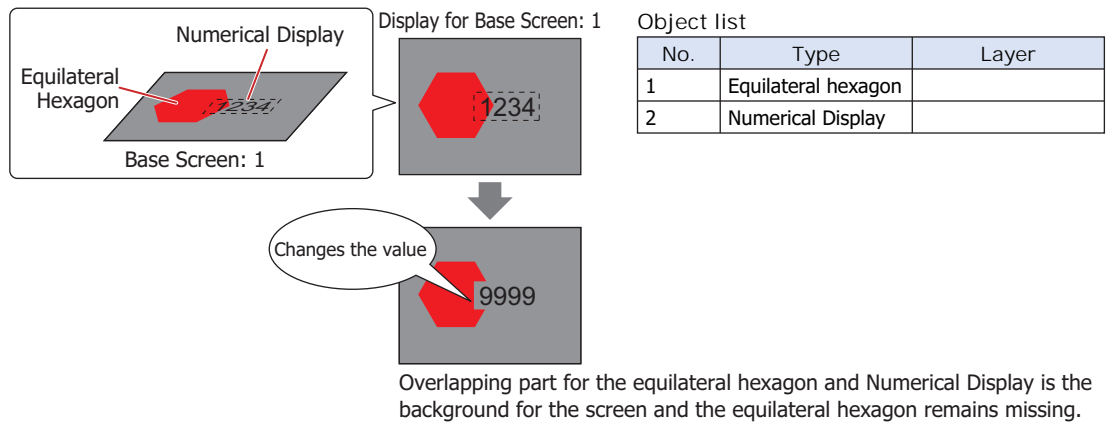 Numerical Display
Equilateral
Hexagon
1234
Base Screen: 1
Display for Base Screen: 1
1234
Changes the value
9999
Overlapping part for the equilateral hexagon and Numerical Display is the
background for the screen and the equilateral hexagon remains missing.
Object list
No. Type Layer
1 Equilateral hexagon
2 Numerical Display